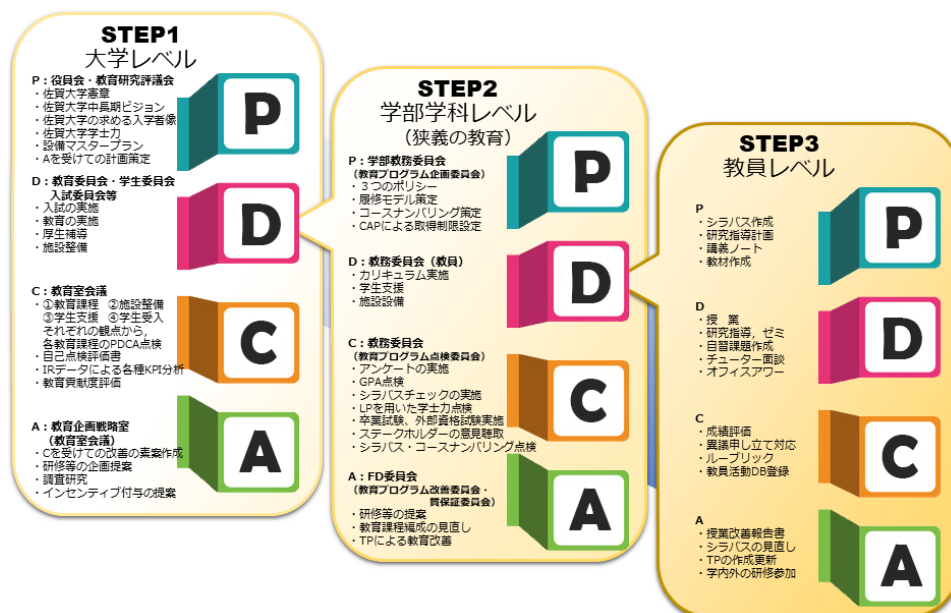 STEP1
大学レベル
P：役員会・教育研究評議会
・佐賀大学憲章
・佐賀大学中長期ビジョン
・佐賀大学の求める入学者像
・佐賀大学学士力
・設備マスタープラン
・Aを受けての計画策定
P
D：教育委員会・学生委員会
入試委員会等
・入試の実施
・教育の実施
・厚生補導
・施設整備
D
C：教育室会議
・①教育課程　②施設整備
③学生支援　④学生受入
それぞれの観点から，
各教育課程のPDCA点検
・自己点検評価書
・IRデータによる各種KPI分析
・教育貢献度評価
C
A：教育企画戦略室
（教育室会議）
・Cを受けての改善の素案作成
・研修等の企画提案
・調査研究
・インセンティブ付与の提案
A
STEP2
学部学科レベル
（狭義の教育）
P：学部教務委員会
（教育プログラム企画委員会）
・３つのポリシー
・履修モデル策定
・コースナンバリング策定
・CAPによる取得制限設定
P
D：教務委員会（教員）
・カリキュラム実施
・学生支援
・施設設備
D
C：教務委員会
（教育プログラム点検委員会）
・アンケートの実施
・GPA点検
・シラバスチェックの実施
・LPを用いた学士力点検
・卒業試験、外部資格試験実施
・ステークホルダーの意見聴取
・シラバス・コースナンバリング点検
C
A：FD委員会
（教育プログラム改善委員会・
質保証委員会）
・研修等の提案
・教育課程編成の見直し
・TPによる教育改善
A
STEP3
教員レベル
P
・シラバス作成
・研究指導計画
・講義ノート
・教材作成
P
D
・授　業
・研究指導，ゼミ
・自習課題作成
・チューター面談
・オフィスアワー
D
C
・成績評価
・異議申し立て対応
・ルーブリック
・教員活動DB登録
C
A
・授業改善報告書
・シラバスの見直し
・TPの作成更新
・学内外の研修参加
A